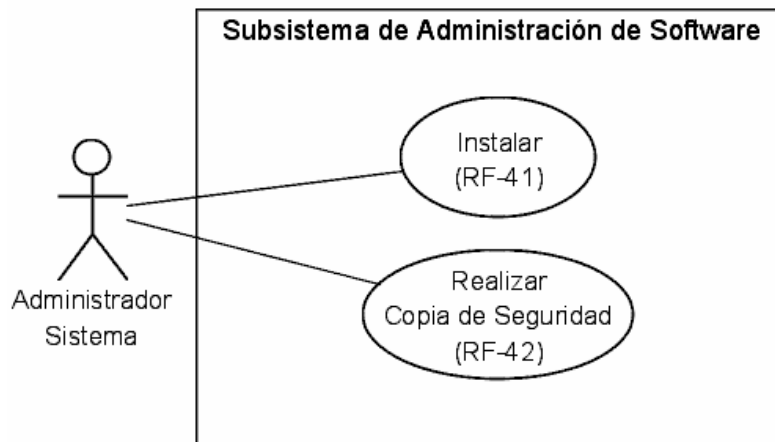 Subsistema de Administración de Software
Instalar
(RF-41)
Realizar
Copia de Seguridad
(RF-42)
Administrador
Sistema